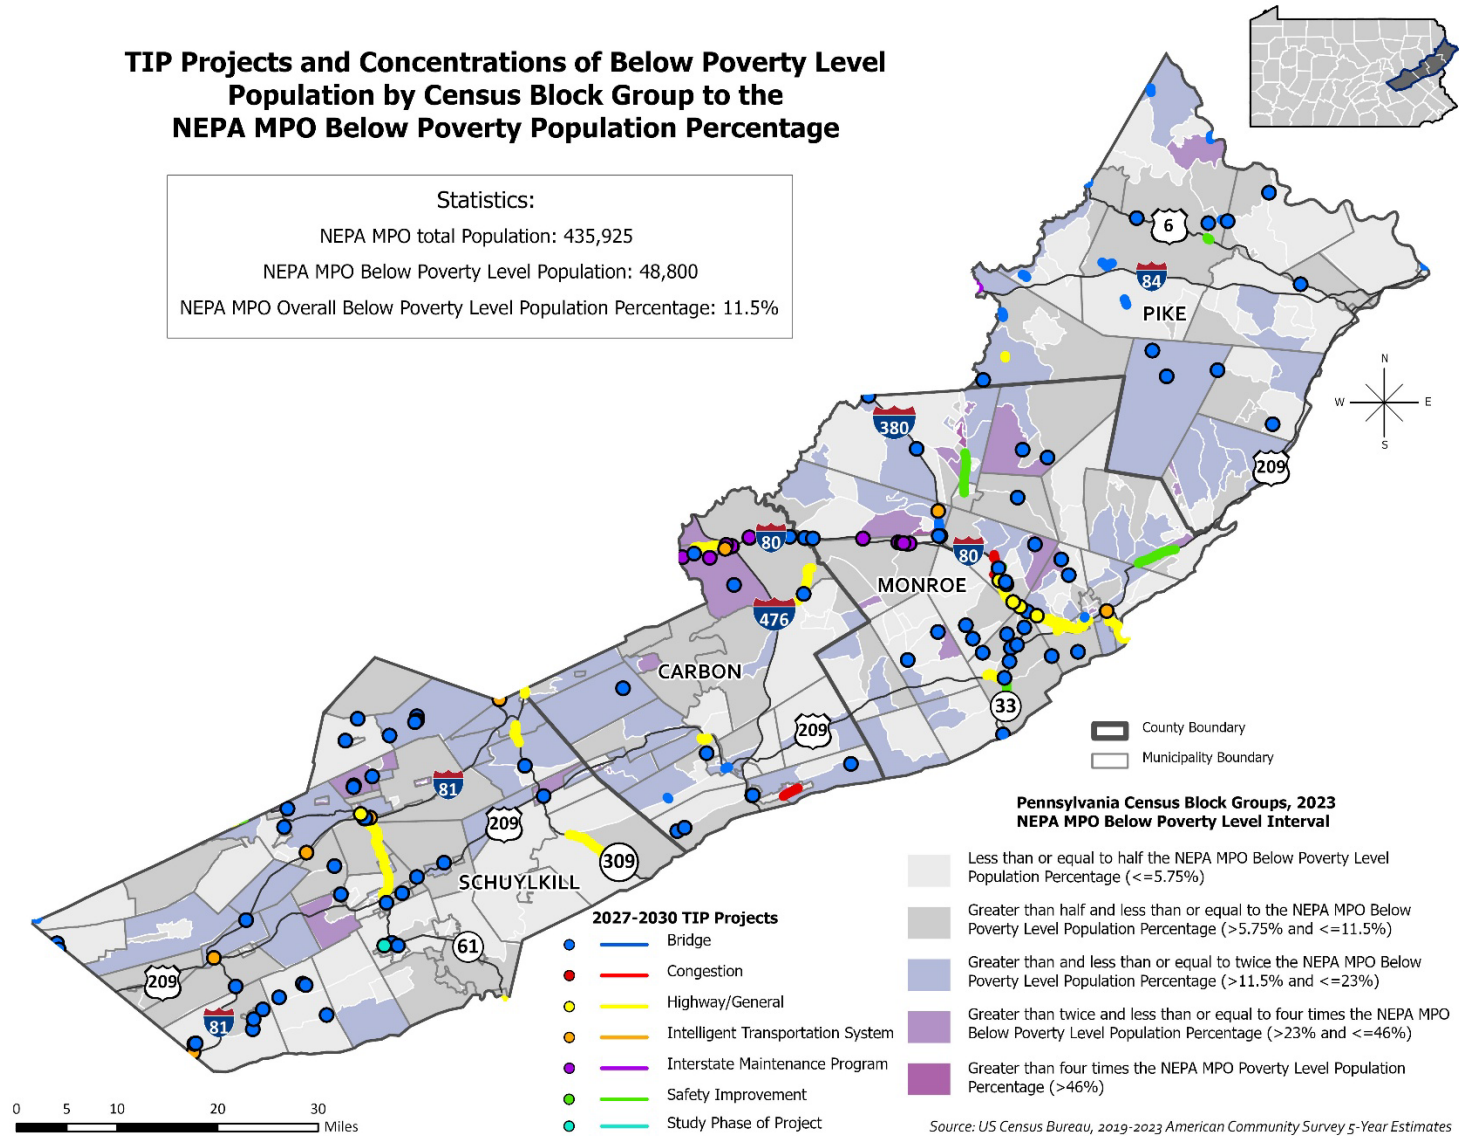 TIP Projects and Concentrations of Below Poverty Level
Population by Census Block Group to the
NEPA MPO Below Poverty Population Percentage
Statistics:
NEPA MPO total Population: 435,925
NEPA MPO Below Poverty Level Population: 48,800
NEPA MPO Overall Below Poverty Level Population Percentage: 11.5%
6
84
PIKE
N
W
E
S
380
209
80
80
MONROE
476
CARBON
33
209
81
209
309
SCHUYLKILL
61
209
81
County Boundary
Municipality Boundary
Pennsylvania Census Block Groups, 2023
NEPA MPO Below Poverty Level Interval
Less than or equal to half the NEPA MPO Below Poverty Level
Population Percentage (<=5.75%)
Greater than half and less than or equal to the NEPA MPO Below
Poverty Level Population Percentage (>5.75% and <=11.5%)
Greater than and less than or equal to twice the NEPA MPO Below
Poverty Level Population Percentage (>11.5% and <=23%)
Greater than twice and less than or equal to four times the NEPA MPO
Below Poverty Level Population Percentage (>23% and <=46%)
Greater than four times the NEPA MPO Poverty Level Population
Percentage (>46%)
2027-2030 TIP Projects
Bridge
Congestion
Highway/General
Intelligent Transportation System
Interstate Maintenance Program
Safety Improvement
Study Phase of Project
0 5 10 20 30
Miles
Source: US Census Bureau, 2019-2023 American Community Survey 5-Year Estimates